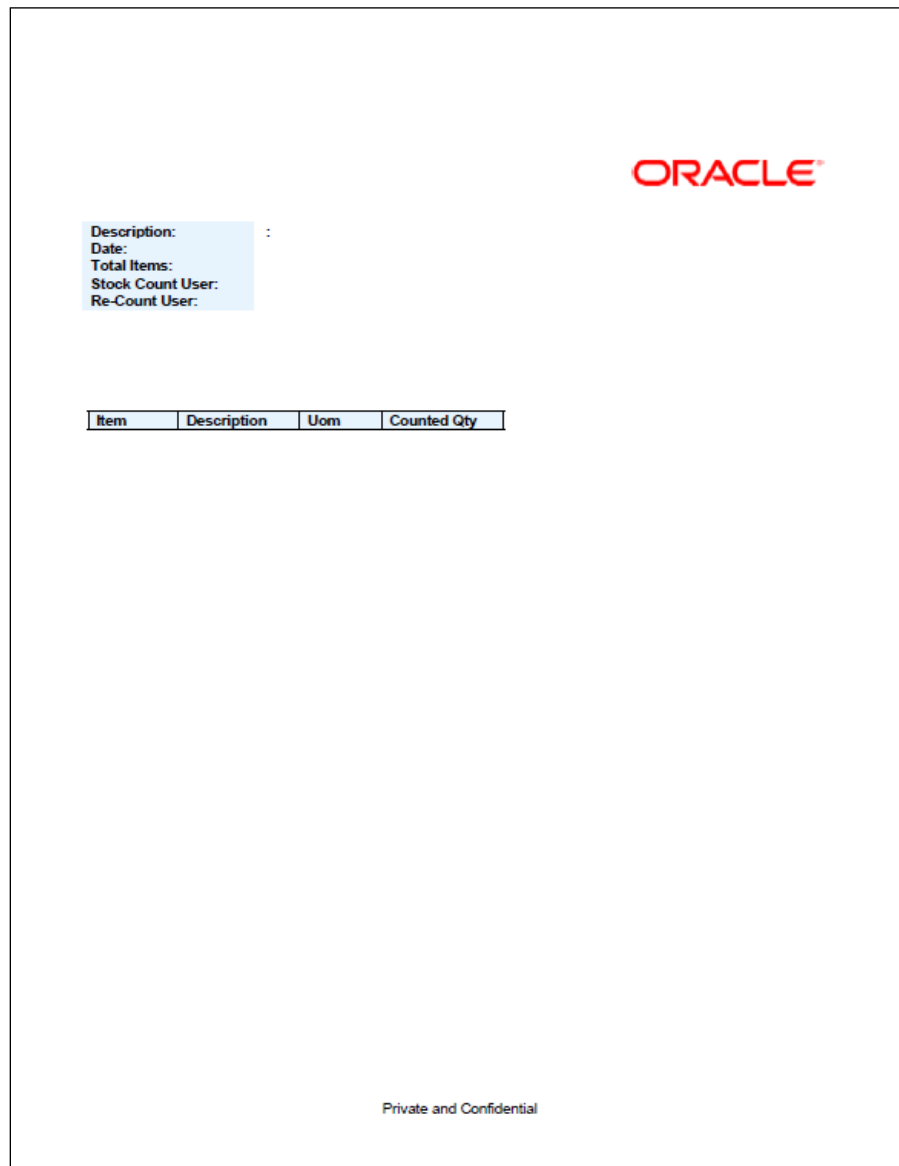 ORACLE®
Description: :
Date:
Total Items:
Stock Count User:
Re-Count User:
Item Description Uom Counted Qty
Private and Confidential